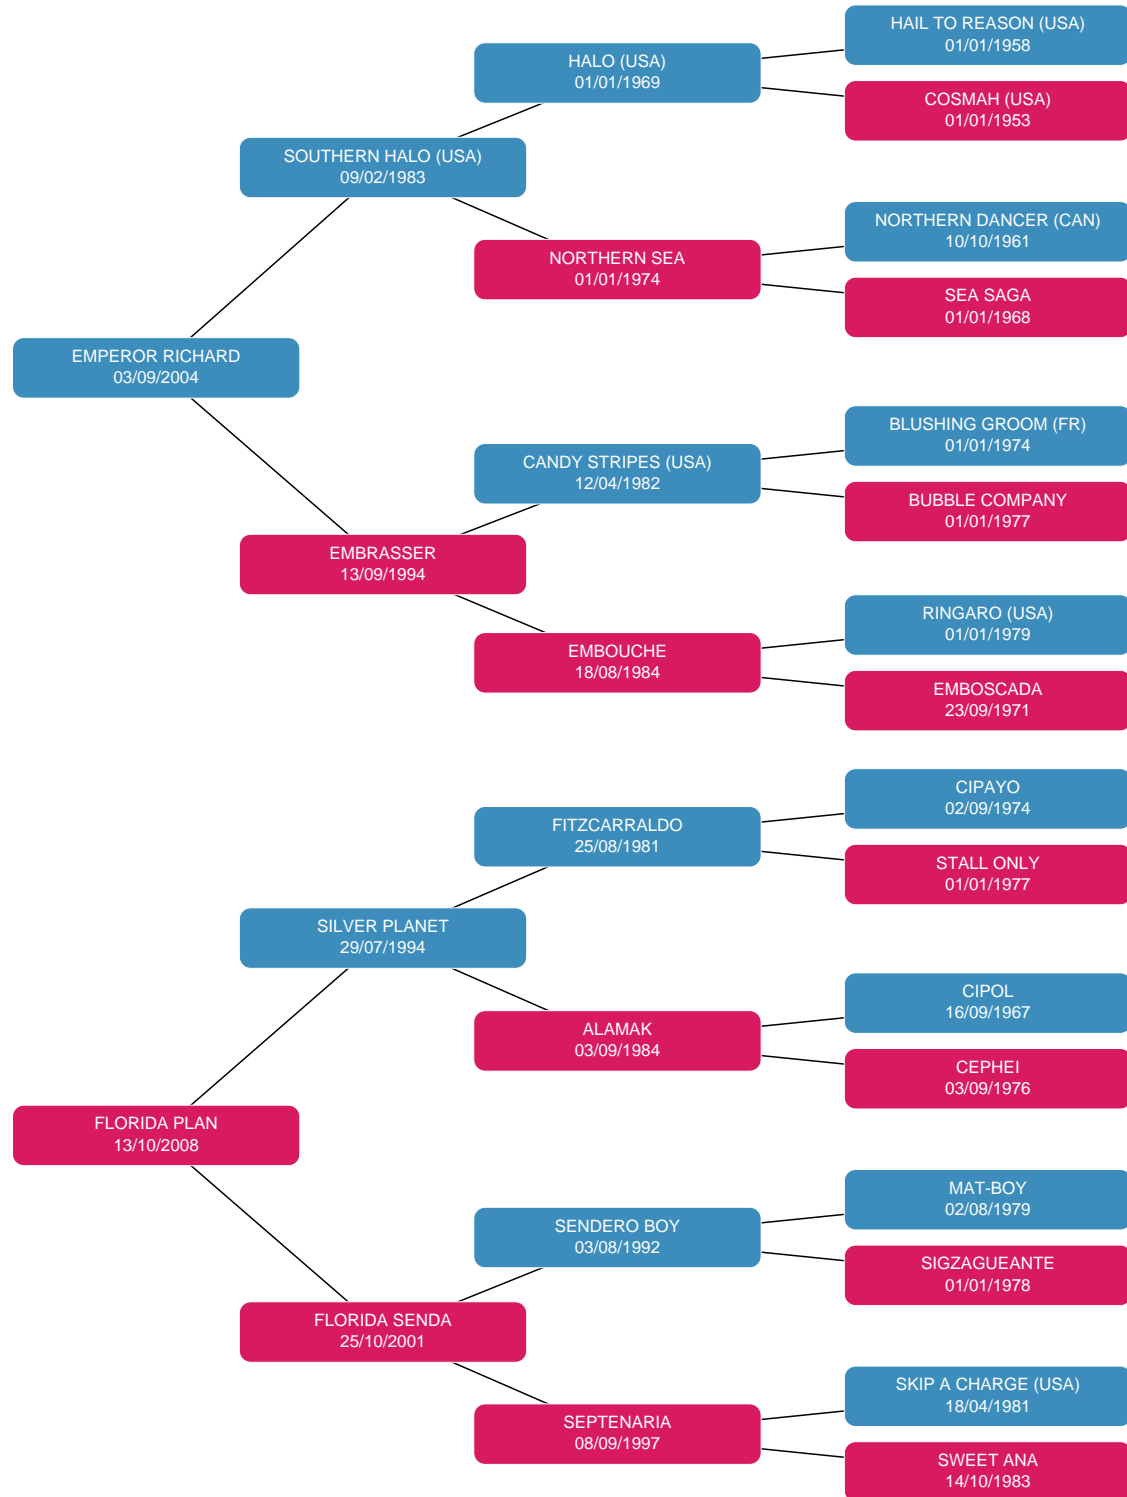 HAIL TO REASON (USA)
01/01/1958
HALO (USA)
01/01/1969
COSMAH (USA)
01/01/1953
SOUTHERN HALO (USA)
09/02/1983
NORTHERN DANCER (CAN)
10/10/1961
NORTHERN SEA
01/01/1974
SEA SAGA
01/01/1968
EMPEROR RICHARD
03/09/2004
BLUSHING GROOM (FR)
01/01/1974
CANDY STRIPES (USA)
12/04/1982
BUBBLE COMPANY
01/01/1977
EMBRASSER
13/09/1994
RINGARO (USA)
01/01/1979
EMBOUCHE
18/08/1984
EMBOSCADA
23/09/1971
CIPAYO
02/09/1974
FITZCARRALDO
25/08/1981
STALL ONLY
01/01/1977
SILVER PLANET
29/07/1994
CIPOL
16/09/1967
ALAMAK
03/09/1984
CEPHEI
03/09/1976
FLORIDA PLAN
13/10/2008
MAT-BOY
02/08/1979
SENDERO BOY
03/08/1992
SIGZAGUEANTE
01/01/1978
FLORIDA SENDA
25/10/2001
SKIP A CHARGE (USA)
18/04/1981
SEPTENARIA
08/09/1997
SWEET ANA
14/10/1983